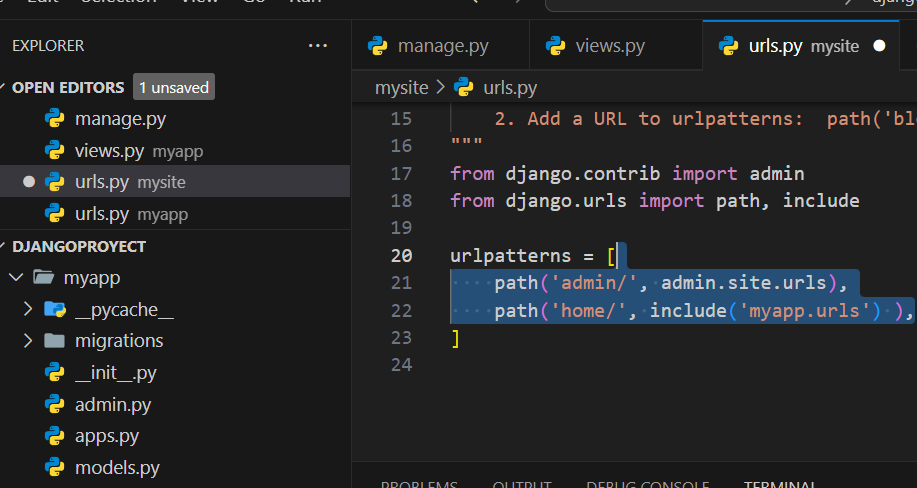 EXPLORER
...
OPEN EDITORS 1 unsaved
manage.py
views.py myapp
urls.py mysite
urls.py myapp
DJANGOPROYECT
myapp
__pycache__
migrations
__init__.py
admin.py
apps.py
models.py
manage.py views.py urls.py mysite
mysite > urls.py
15 2. Add a URL to urlpatterns:  path('bl
16 """
17 from django.contrib import admin
18 from django.urls import path, include
19
20 urlpatterns = [
21     path('admin/', admin.site.urls),
22     path('home/', include('myapp.urls') ),
23 ]
24
PROBLEMS OUTPUT DEBUG CONSOLE TERMINAL